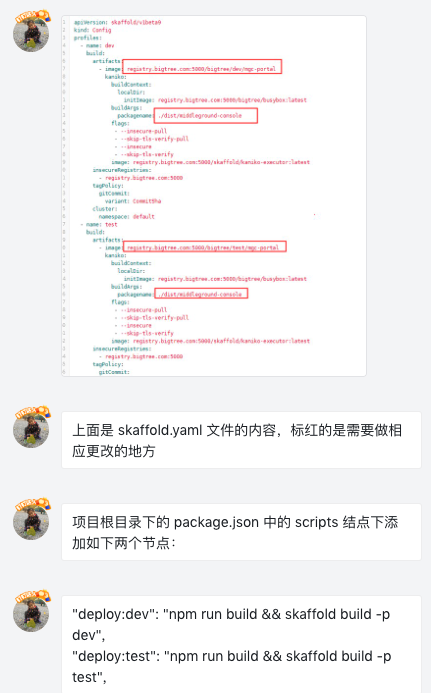 apiVersion: skaffold/v1beta9
kind: Config
profiles:
- name: dev
build:
artifacts:
- image: registry.bigtree.com:5000/bigtree/dev/mgc-portal
kaniko:
buildContext:
localDir:
initImage: registry.bigtree.com:5000/bigtree/busybox:latest
buildArgs:
packagename: ./dist/middleground-console
flags:
- --insecure-pull
- --skip-tls-verify-pull
- --insecure
- --skip-tls-verify
image: registry.bigtree.com:5000/skaffold/kaniko-executor:latest
insecureRegistries:
- registry.bigtree.com:5000
tagPolicy:
gitCommit:
variant: CommitSha
cluster:
namespace: default
- name: test
build:
artifacts:
- image: registry.bigtree.com:5000/bigtree/test/mgc-portal
kaniko:
buildContext:
localDir:
initImage: registry.bigtree.com:5000/bigtree/busybox:latest
buildArgs:
packagename: ./dist/middleground-console
flags:
- --insecure-pull
- --skip-tls-verify-pull
- --insecure
- --skip-tls-verify
image: registry.bigtree.com:5000/skaffold/kaniko-executor:latest
insecureRegistries:
- registry.bigtree.com:5000
tagPolicy:
gitCommit:
上面是 skaffold.yaml 文件的内容，标红的是需要做相
应更改的地方
项目根目录下的 package.json 中的 scripts 结点下添
加如下两个节点：
"deploy:dev": "npm run build && skaffold build -p
dev",
"deploy:test": "npm run build && skaffold build -p
test",